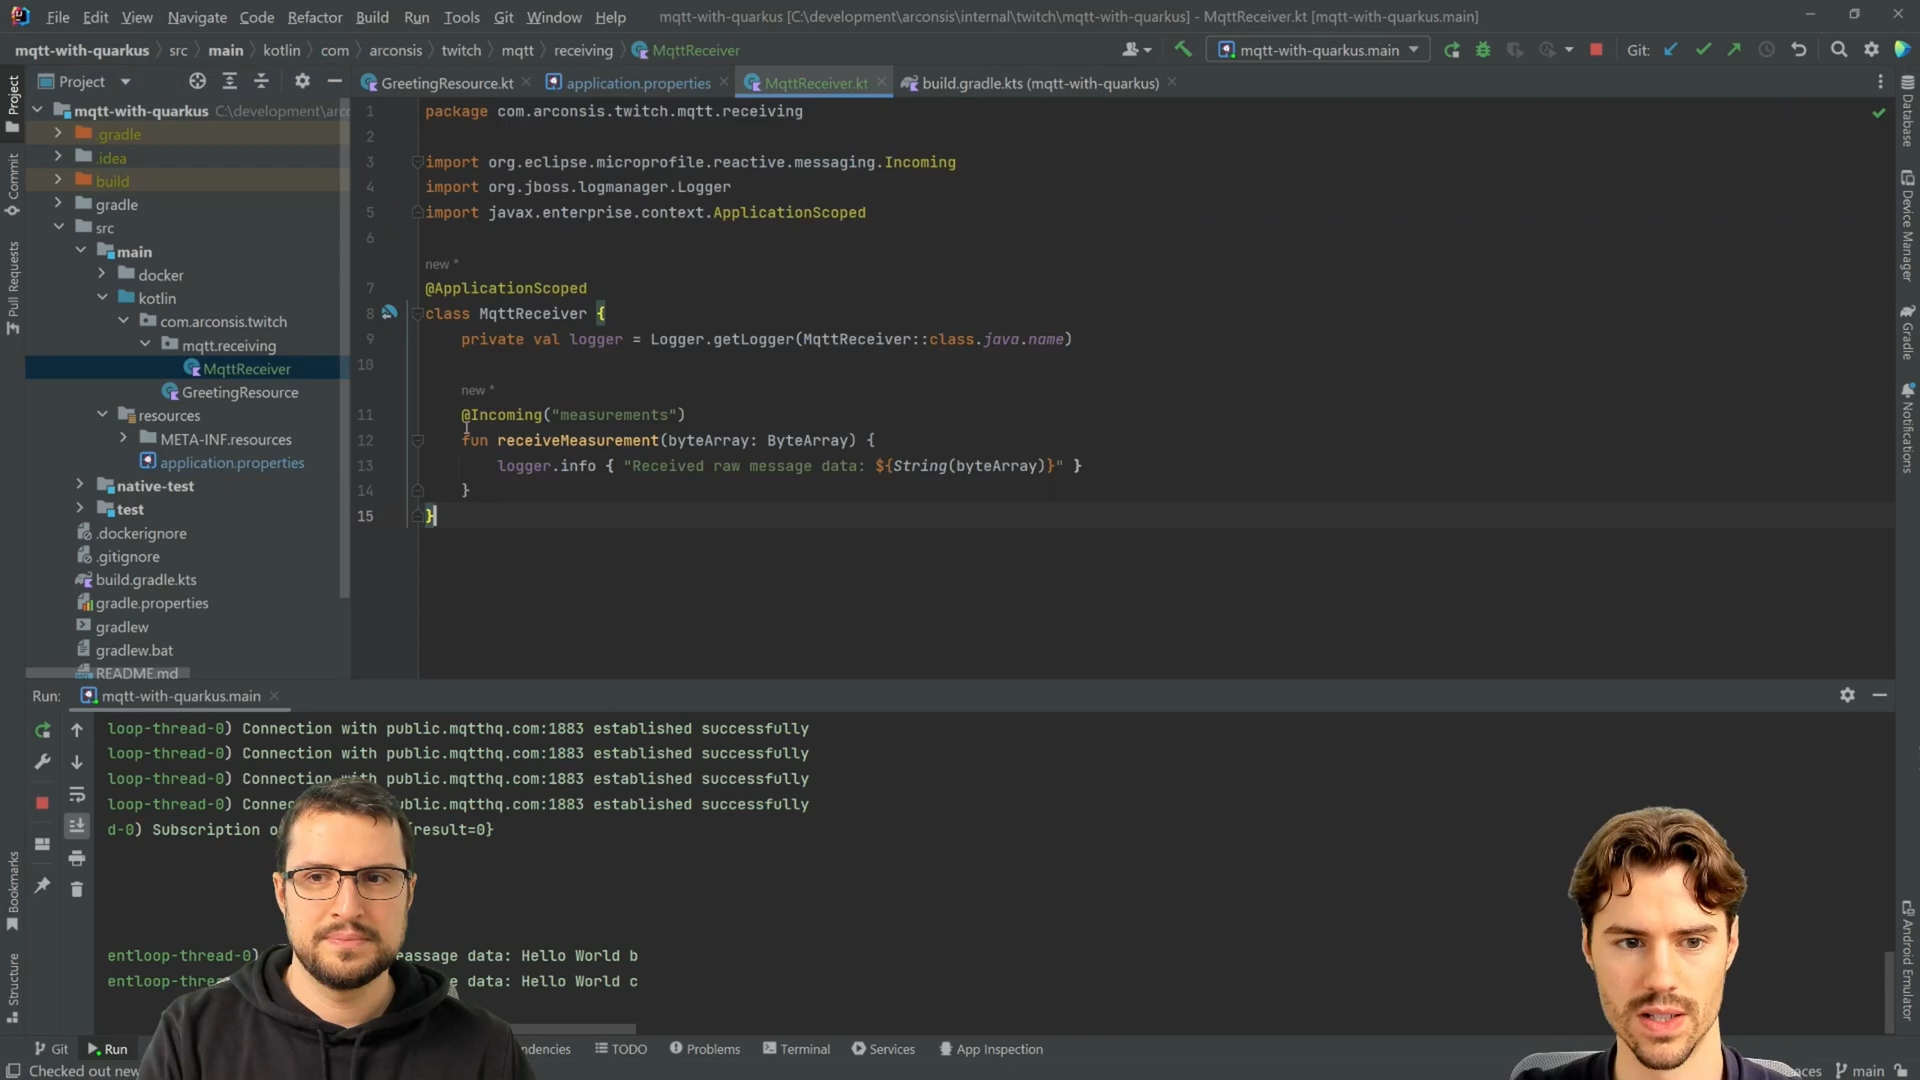 File Edit View Navigate Code Refactor Build Run Tools Git Window Help mqtt-with-quarkus [C:\development\arconsis\internal\twitch\mqtt-with-quarkus] - MqttReceiver.kt [mqtt-with-quarkus.main]
mqtt-with-quarkus src main kotlin com arconsis twitch mqtt receiving MqttReceiver mqtt-with-quarkus.main Git:
Project GreetingResource.kt application.properties MqttReceiver.kt build.gradle.kts (mqtt-with-quarkus)
Project
Commit
Pull Requests
Bookmarks
Structure
mqtt-with-quarkus C:\development\arc
.gradle
.idea
build
gradle
src
main
docker
kotlin
com.arconsis.twitch
mqtt.receiving
MqttReceiver
GreetingResource
resources
META-INF.resources
application.properties
native-test
test
.dockerignore
.gitignore
build.gradle.kts
gradle.properties
gradlew
gradlew.bat
README.md
1 package com.arconsis.twitch.mqtt.receiving
2
3 import org.eclipse.microprofile.reactive.messaging.Incoming
4 import org.jboss.logmanager.Logger
5 import javax.enterprise.context.ApplicationScoped
6
new *
7 @ApplicationScoped
8 class MqttReceiver {
9 private val logger = Logger.getLogger(MqttReceiver::class.java.name)
10
new *
11 @Incoming("measurements")
12 fun receiveMeasurement(byteArray: ByteArray) {
13 logger.info { "Received raw message data: ${String(byteArray)}" }
14 }
15 }
Database
Device Manager
Gradle
Notifications
Android Emulator
Run: mqtt-with-quarkus.main
loop-thread-0) Connection with public.mqtthq.com:1883 established successfully
loop-thread-0) Connection with public.mqtthq.com:1883 established successfully
loop-thread-0) Connection with public.mqtthq.com:1883 established successfully
loop-thread-0) Connec ublic.mqtthq.com:1883 established successfully
d-0) Subscription o result=0}
entloop-thread-0) eassage data: Hello World b
entloop-threa ge data: Hello World c
Git Run ndencies TODO Problems Terminal Services App Inspection
Checked out new aces main